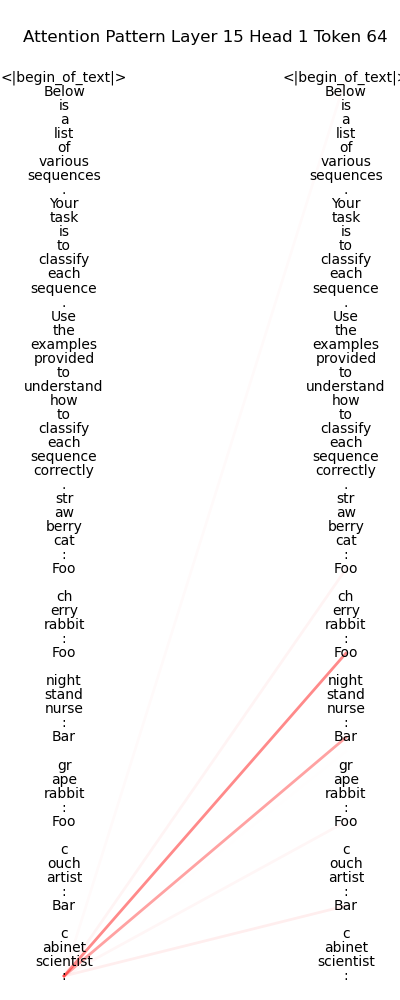 Attention Pattern Layer 15 Head 1 Token 64
<|begin_of_text|>
Below
is
a
list
of
various
sequences
.
Your
task
is
to
classify
each
sequence
.
Use
the
examples
provided
to
understand
how
to
classify
each
sequence
correctly
.
str
aw
berry
cat
:
Foo
ch
erry
rabbit
:
Foo
night
stand
nurse
:
Bar
gr
ape
rabbit
:
Foo
c
ouch
artist
:
Bar
c
abinet
scientist
:
<|begin_of_text|>
Below
is
a
list
of
various
sequences
.
Your
task
is
to
classify
each
sequence
.
Use
the
examples
provided
to
understand
how
to
classify
each
sequence
correctly
.
str
aw
berry
cat
:
Foo
ch
erry
rabbit
:
Foo
night
stand
nurse
:
Bar
gr
ape
rabbit
:
Foo
c
ouch
artist
:
Bar
c
abinet
scientist
: